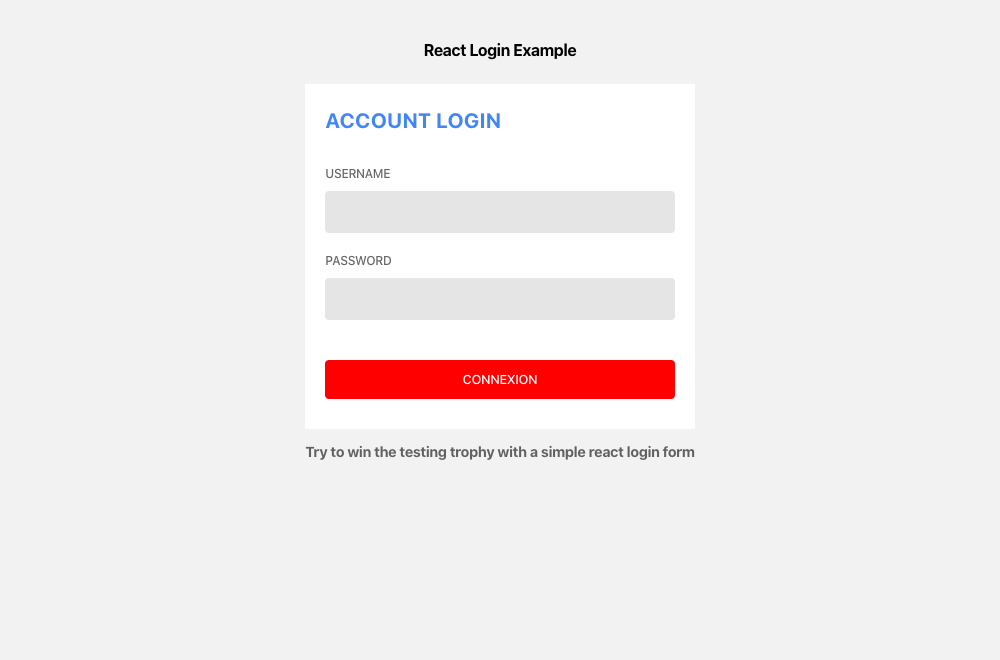 React Login Example
ACCOUNT LOGIN
USERNAME
PASSWORD
CONNEXION
Try to win the testing trophy with a simple react login form